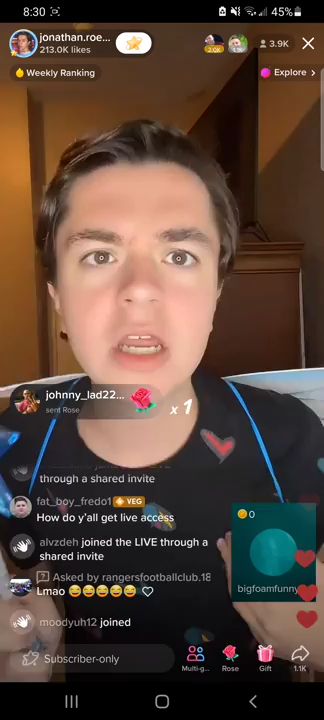 8:30
45%
jonathan.roe...
213.0K likes
2.0K
3.9K
Weekly Ranking
Explore >
johnny_lad22...
sent Rose
x 1
through a shared invite
fat_boy_fredo1 VEG
How do y'all get live access
alvzdeh joined the LIVE through a
shared invite
0
Asked by rangersfootballclub.18
bigfoamfunny
Lmao 😂😂😂😂😂
moodyuh12 joined
Subscriber-only
Multi-g...
Rose
Gift
1.1K